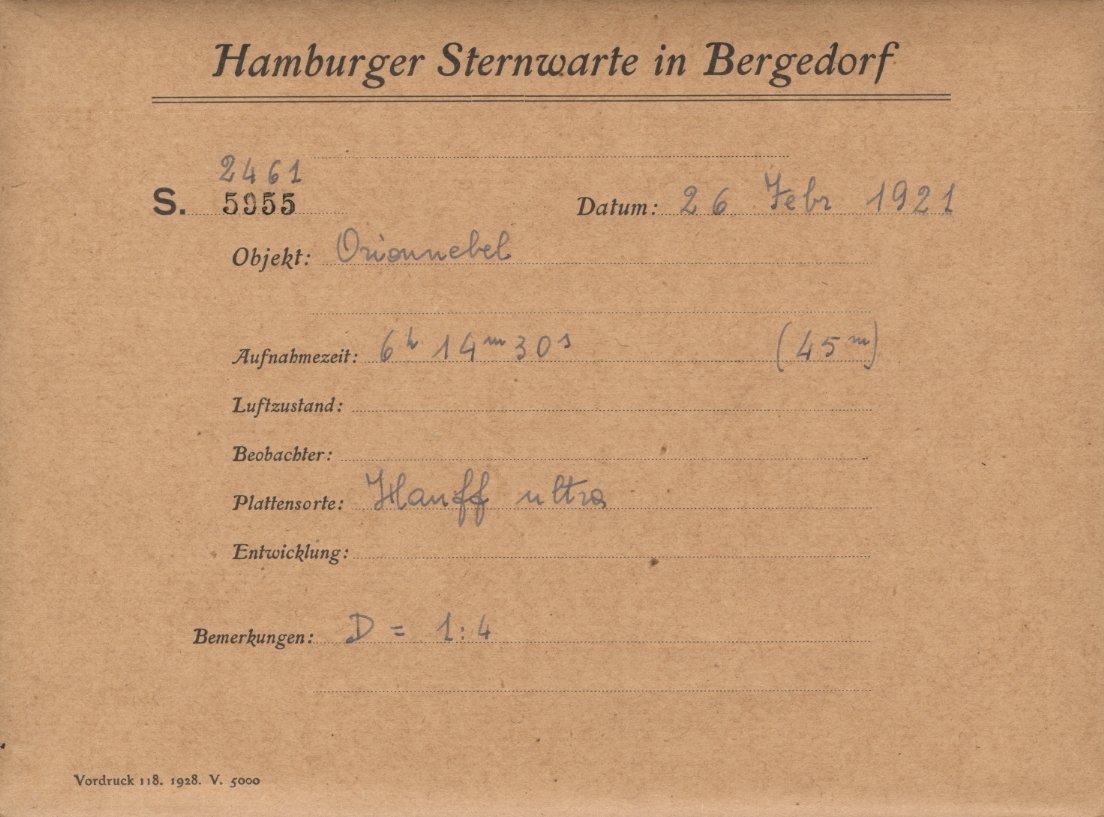 Hamburger Sternwarte in Bergedorf
2461
S. 5955 Datum: 26 Febr 1921
Objekt: Orionnebel
Aufnahmezeit: 6h 14m 30s (45m)
Luftzustand:
Beobachter:
Plattensorte: Hauff ultra
Entwicklung:
Bemerkungen: D = 1:4
Vordruck 118. 1928. V. 5000